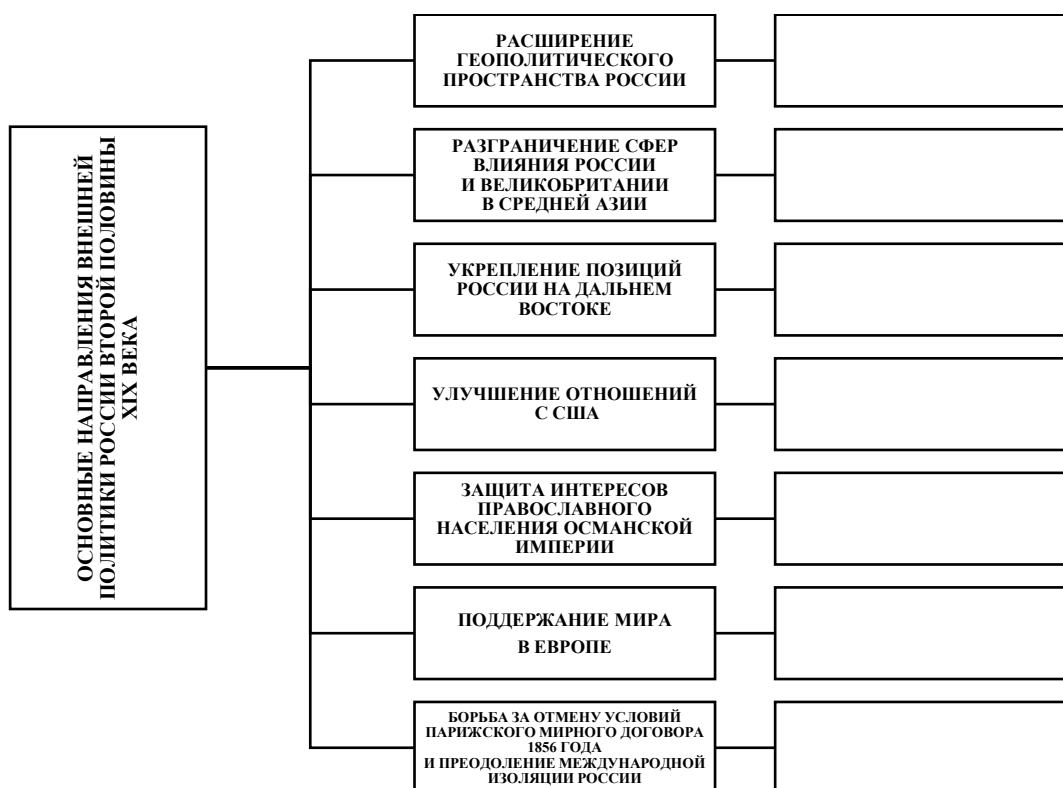 ОСНОВНЫЕ НАПРАВЛЕНИЯ ВНЕШНЕЙ
ПОЛИТИКИ РОССИИ ВТОРОЙ ПОЛОВИНЫ
XIX ВЕКА
РАСШИРЕНИЕ
ГЕОПОЛИТИЧЕСКОГО
ПРОСТРАНСТВА РОССИИ
РАЗГРАНИЧЕНИЕ СФЕР
ВЛИЯНИЯ РОССИИ
И ВЕЛИКОБРИТАНИИ
В СРЕДНЕЙ АЗИИ
УКРЕПЛЕНИЕ ПОЗИЦИЙ
РОССИИ НА ДАЛЬНЕМ
ВОСТОКЕ
УЛУЧШЕНИЕ ОТНОШЕНИЙ
С США
ЗАЩИТА ИНТЕРЕСОВ
ПРАВОСЛАВНОГО
НАСЕЛЕНИЯ ОСМАНСКОЙ
ИМПЕРИИ
ПОДДЕРЖАНИЕ МИРА
В ЕВРОПЕ
БОРЬБА ЗА ОТМЕНУ УСЛОВИЙ
ПАРИЖСКОГО МИРНОГО ДОГОВОРА
1856 ГОДА
И ПРЕОДОЛЕНИЕ МЕЖДУНАРОДНОЙ
ИЗОЛЯЦИИ РОССИИ